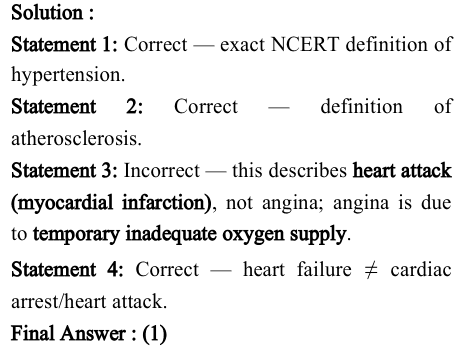 Solution :
Statement 1: Correct — exact NCERT definition of
hypertension.
Statement 2: Correct — definition of
atherosclerosis.
Statement 3: Incorrect — this describes heart attack
(myocardial infarction), not angina; angina is due
to temporary inadequate oxygen supply.
Statement 4: Correct — heart failure ≠ cardiac
arrest/heart attack.
Final Answer : (1)